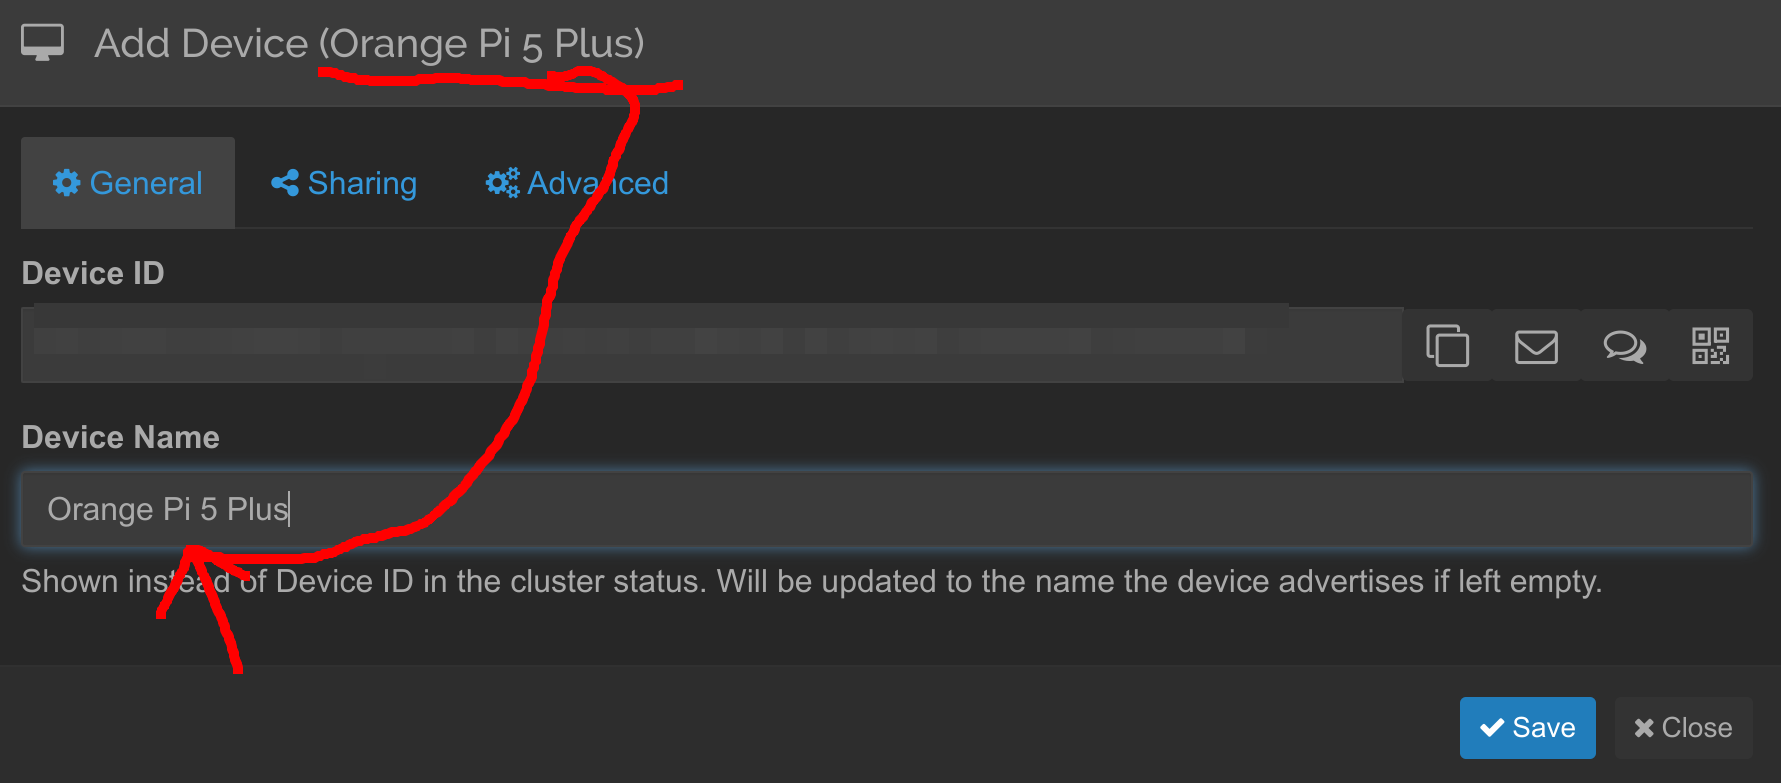 Add Device (Orange Pi 5 Plus)
General Sharing Advanced
Device ID
Device Name
Orange Pi 5 Plus
Shown instead of Device ID in the cluster status. Will be updated to the name the device advertises if left empty.
Save Close